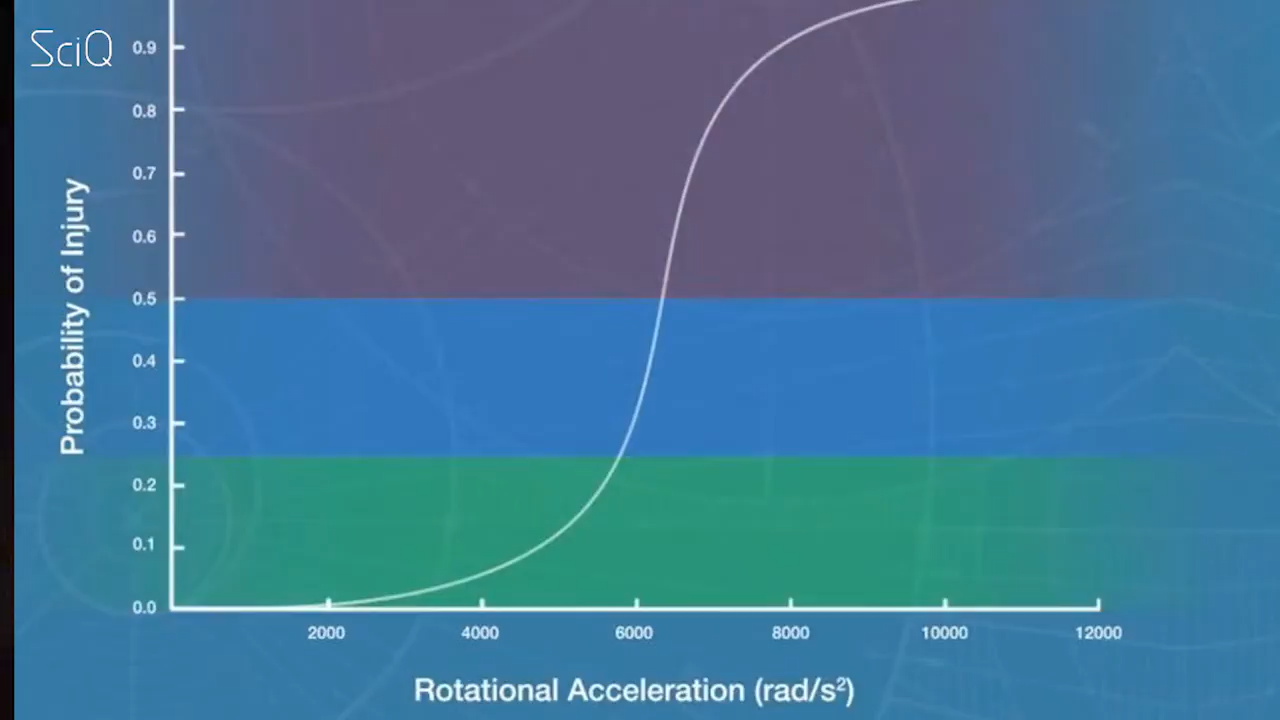 SciQ
0.9
0.8
0.7
0.6
0.5
0.4
0.3
0.2
0.1
0.0
Probability of Injury
2000 4000 6000 8000 10000 12000
Rotational Acceleration (rad/s²)